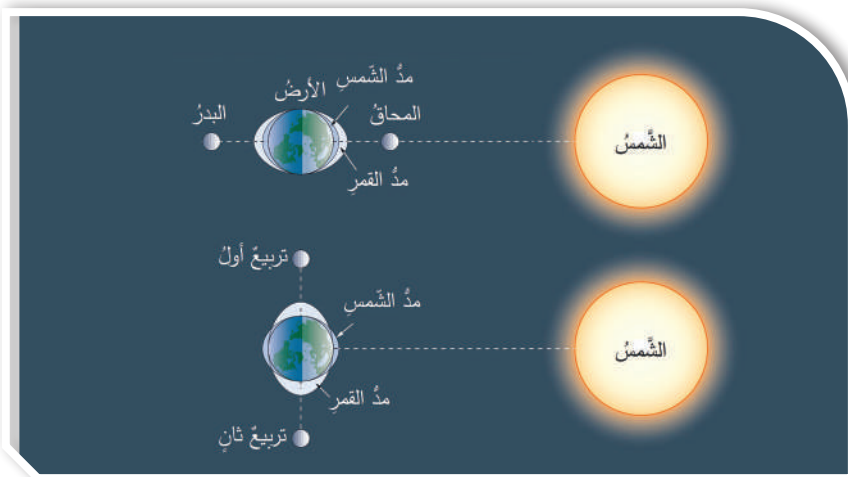 مدُّ الشّمسِ
الأرضُ
المحاقُ
البدرُ
الشَّمسُ
مدُّ القمرِ
تربيعٌ أولُ
مدُّ الشّمسِ
الشَّمسُ
مدُّ القمرِ
تربيعٌ ثانٍ